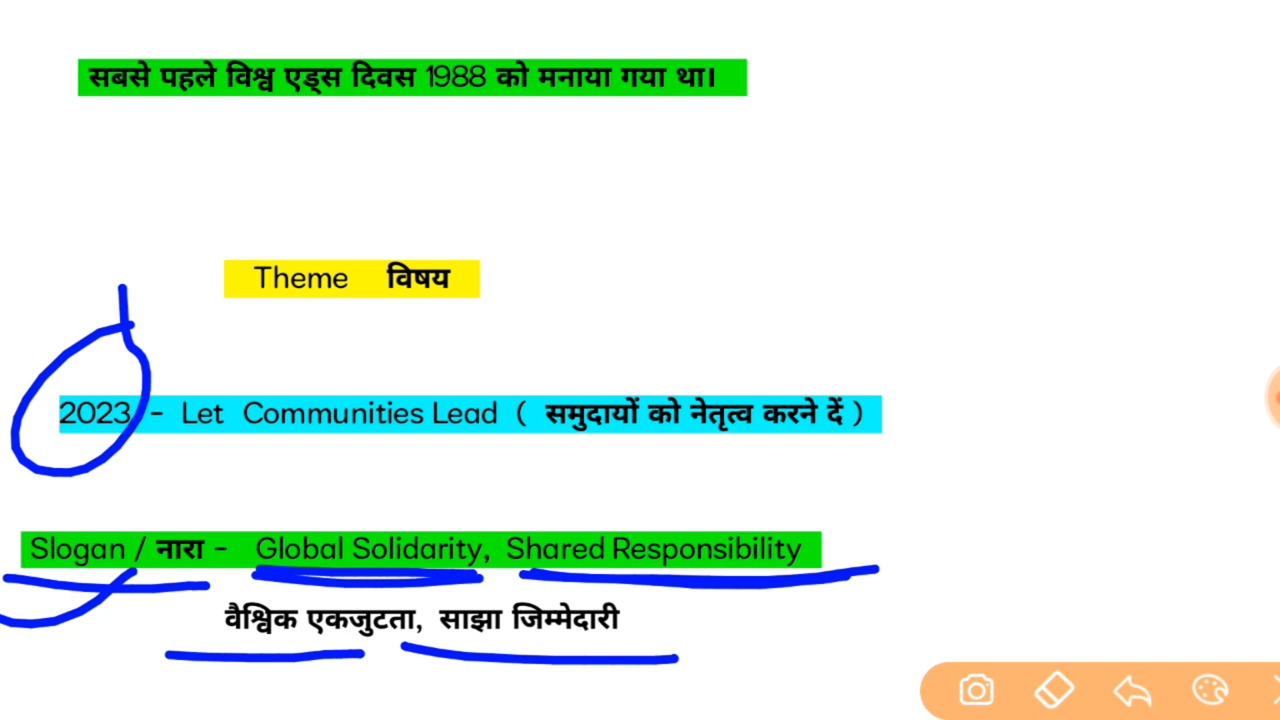 सबसे पहले विश्व एड्स दिवस 1988 को मनाया गया था।
Theme विषय
2023 - Let Communities Lead ( समुदायों को नेतृत्व करने दें )
Slogan / नारा - Global Solidarity, Shared Responsibility
वैश्विक एकजुटता, साझा जिम्मेदारी